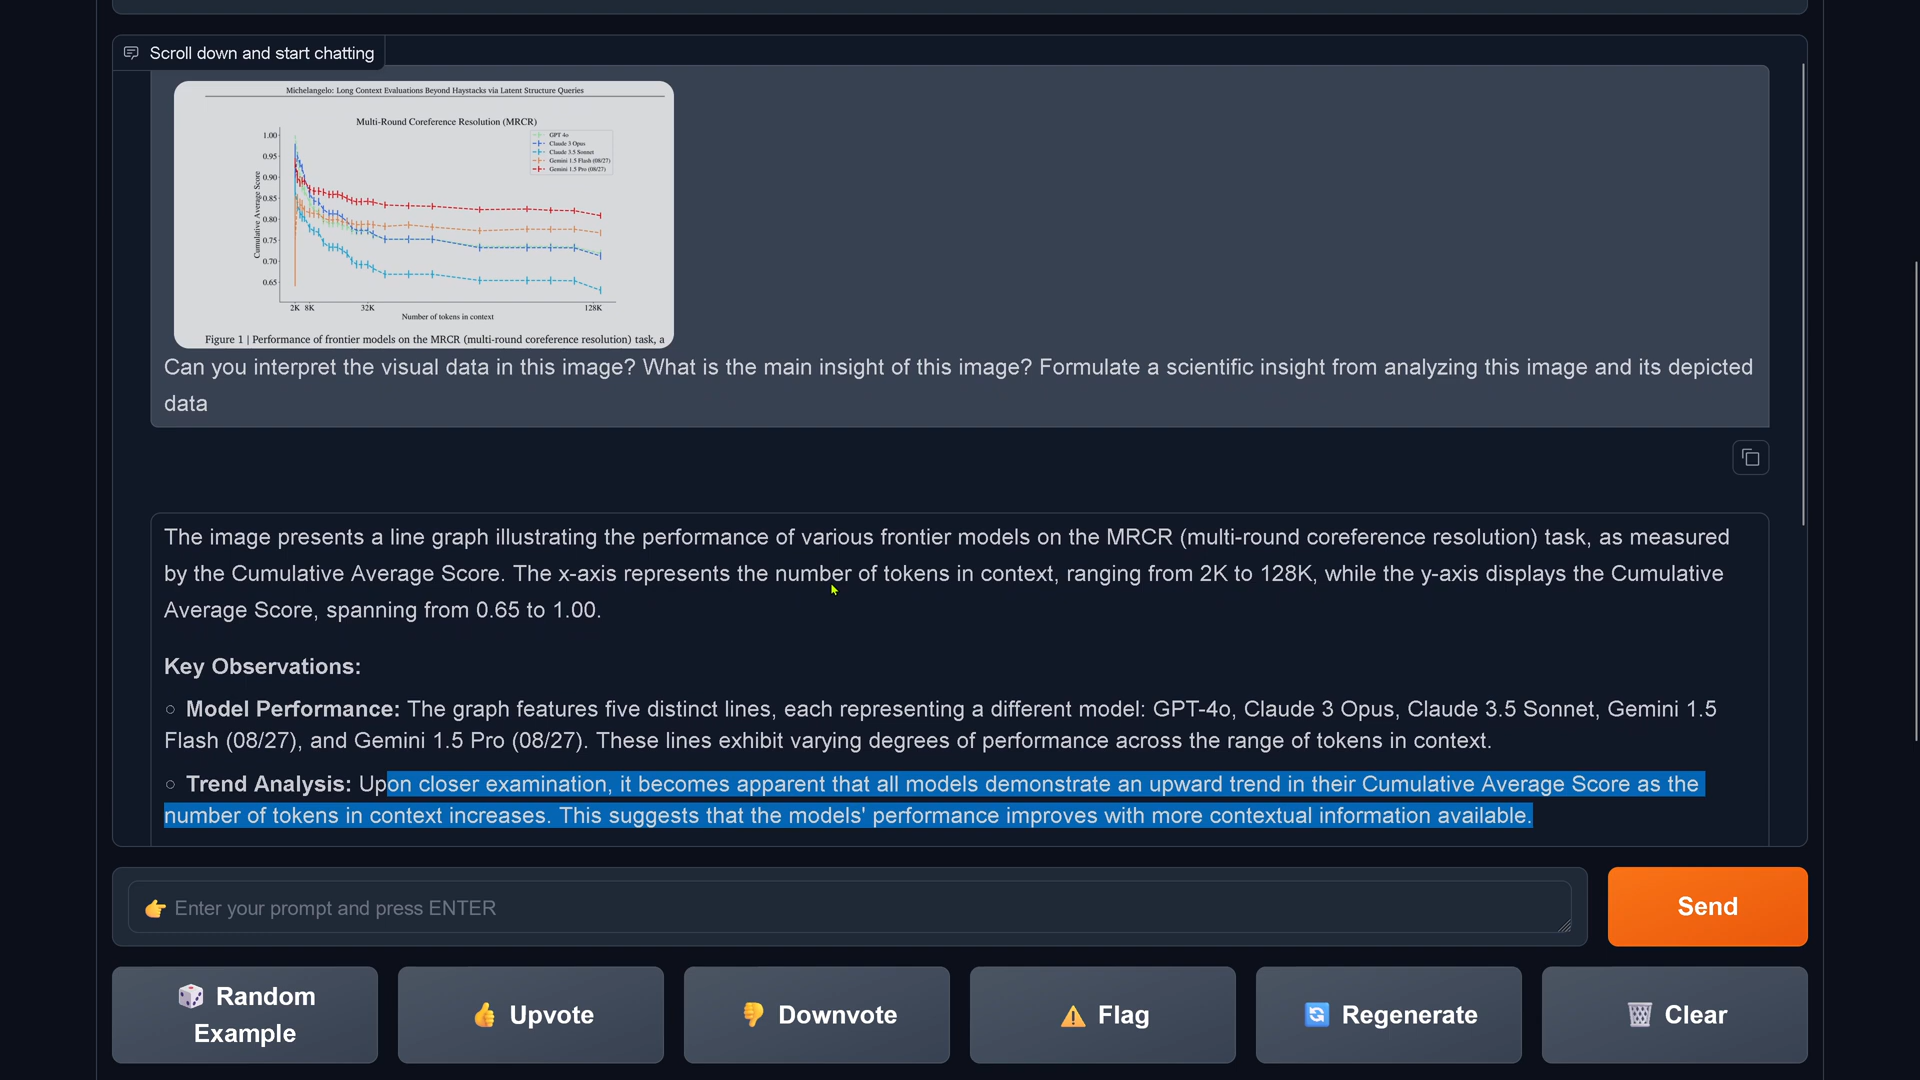 Scroll down and start chatting
Michelangelo: Long Context Evaluations Beyond Haystacks via Latent Structure Queries
Multi-Round Coreference Resolution (MRCR)
GPT 4o
Claude 3 Opus
Claude 3.5 Sonnet
Gemini 1.5 Flash (08/27)
Gemini 1.5 Pro (08/27)
1.00
0.95
0.90
0.85
0.80
0.75
0.70
0.65
Cumulative Average Score
2K 8K 32K 128K
Number of tokens in context
Figure 1 | Performance of frontier models on the MRCR (multi-round coreference resolution) task, a
Can you interpret the visual data in this image? What is the main insight of this image? Formulate a scientific insight from analyzing this image and its depicted
data
The image presents a line graph illustrating the performance of various frontier models on the MRCR (multi-round coreference resolution) task, as measured
by the Cumulative Average Score. The x-axis represents the number of tokens in context, ranging from 2K to 128K, while the y-axis displays the Cumulative
Average Score, spanning from 0.65 to 1.00.
Key Observations:
Model Performance: The graph features five distinct lines, each representing a different model: GPT-4o, Claude 3 Opus, Claude 3.5 Sonnet, Gemini 1.5
Flash (08/27), and Gemini 1.5 Pro (08/27). These lines exhibit varying degrees of performance across the range of tokens in context.
Trend Analysis: Upon closer examination, it becomes apparent that all models demonstrate an upward trend in their Cumulative Average Score as the
number of tokens in context increases. This suggests that the models' performance improves with more contextual information available.
👉 Enter your prompt and press ENTER
Send
🎲 Random
Example
👍 Upvote
👎 Downvote
⚠️ Flag
🔄 Regenerate
🗑️ Clear